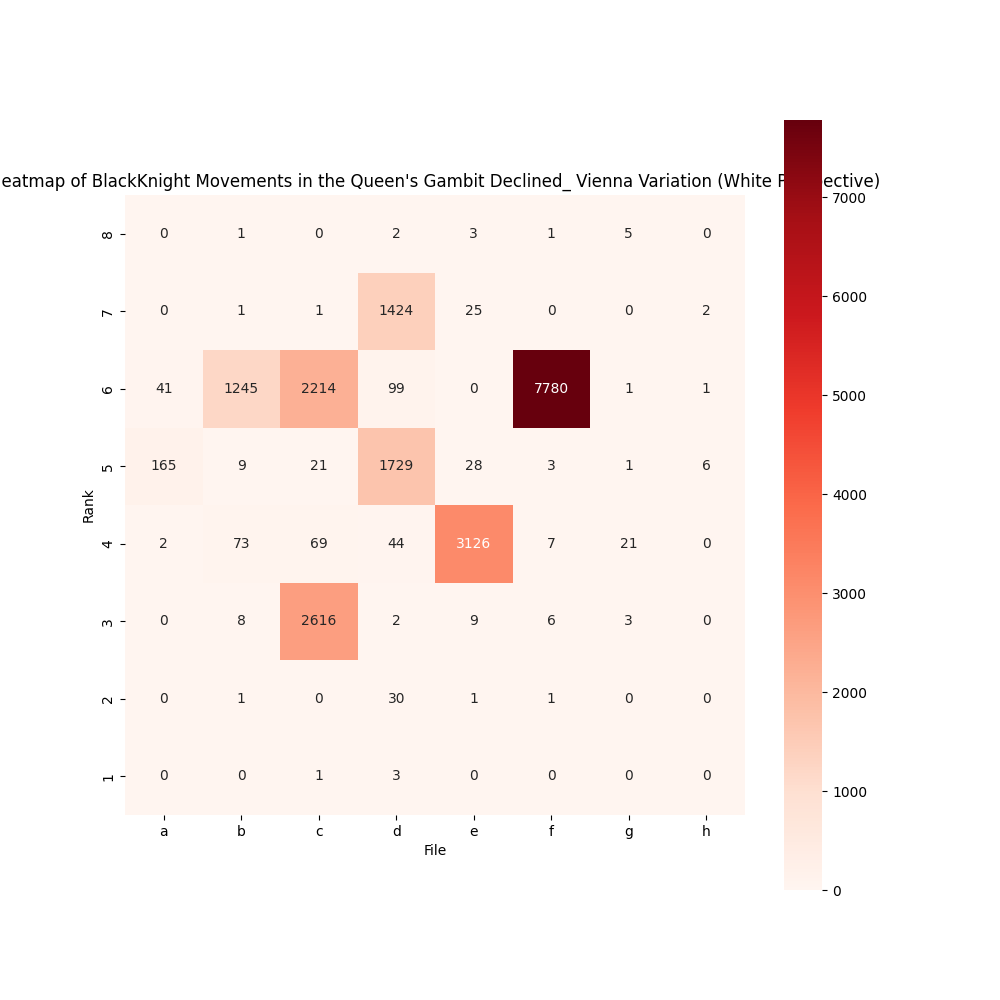 eatmap of BlackKnight Movements in the Queen's Gambit Declined_ Vienna Variation (White P ective)
7000
8 0 1 0 2 3 1 5 0
7 0 1 1 1424 25 0 0 2
6000
6 41 1245 2214 99 0 7780 1 1
5000
5 165 9 21 1729 28 3 1 6
Rank
4000
4 2 73 69 44 3126 7 21 0
3000
3 0 8 2616 2 9 6 3 0
2000
2 0 1 0 30 1 1 0 0
1 0 0 1 3 0 0 0 0
1000
a b c d e f g h
File
0